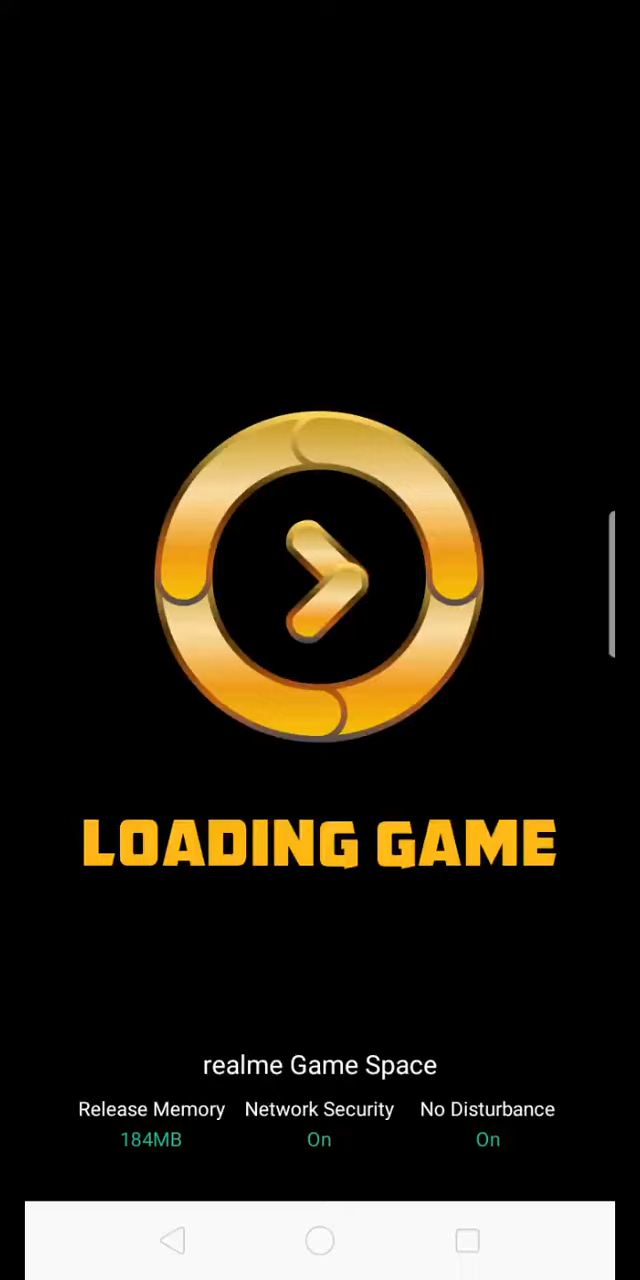 LOADING GAME
realme Game Space
Release Memory Network Security No Disturbance
184MB On On